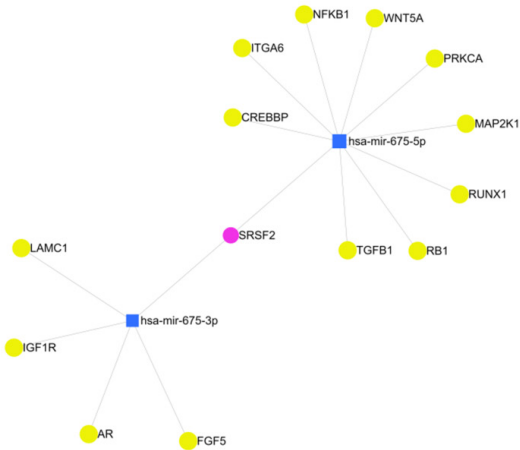 NFKB1
WNT5A
ITGA6
PRKCA
CREBBP
MAP2K1
hsa-mir-675-5p
RUNX1
SRSF2
TGFB1
RB1
LAMC1
hsa-mir-675-3p
IGF1R
AR
FGF5